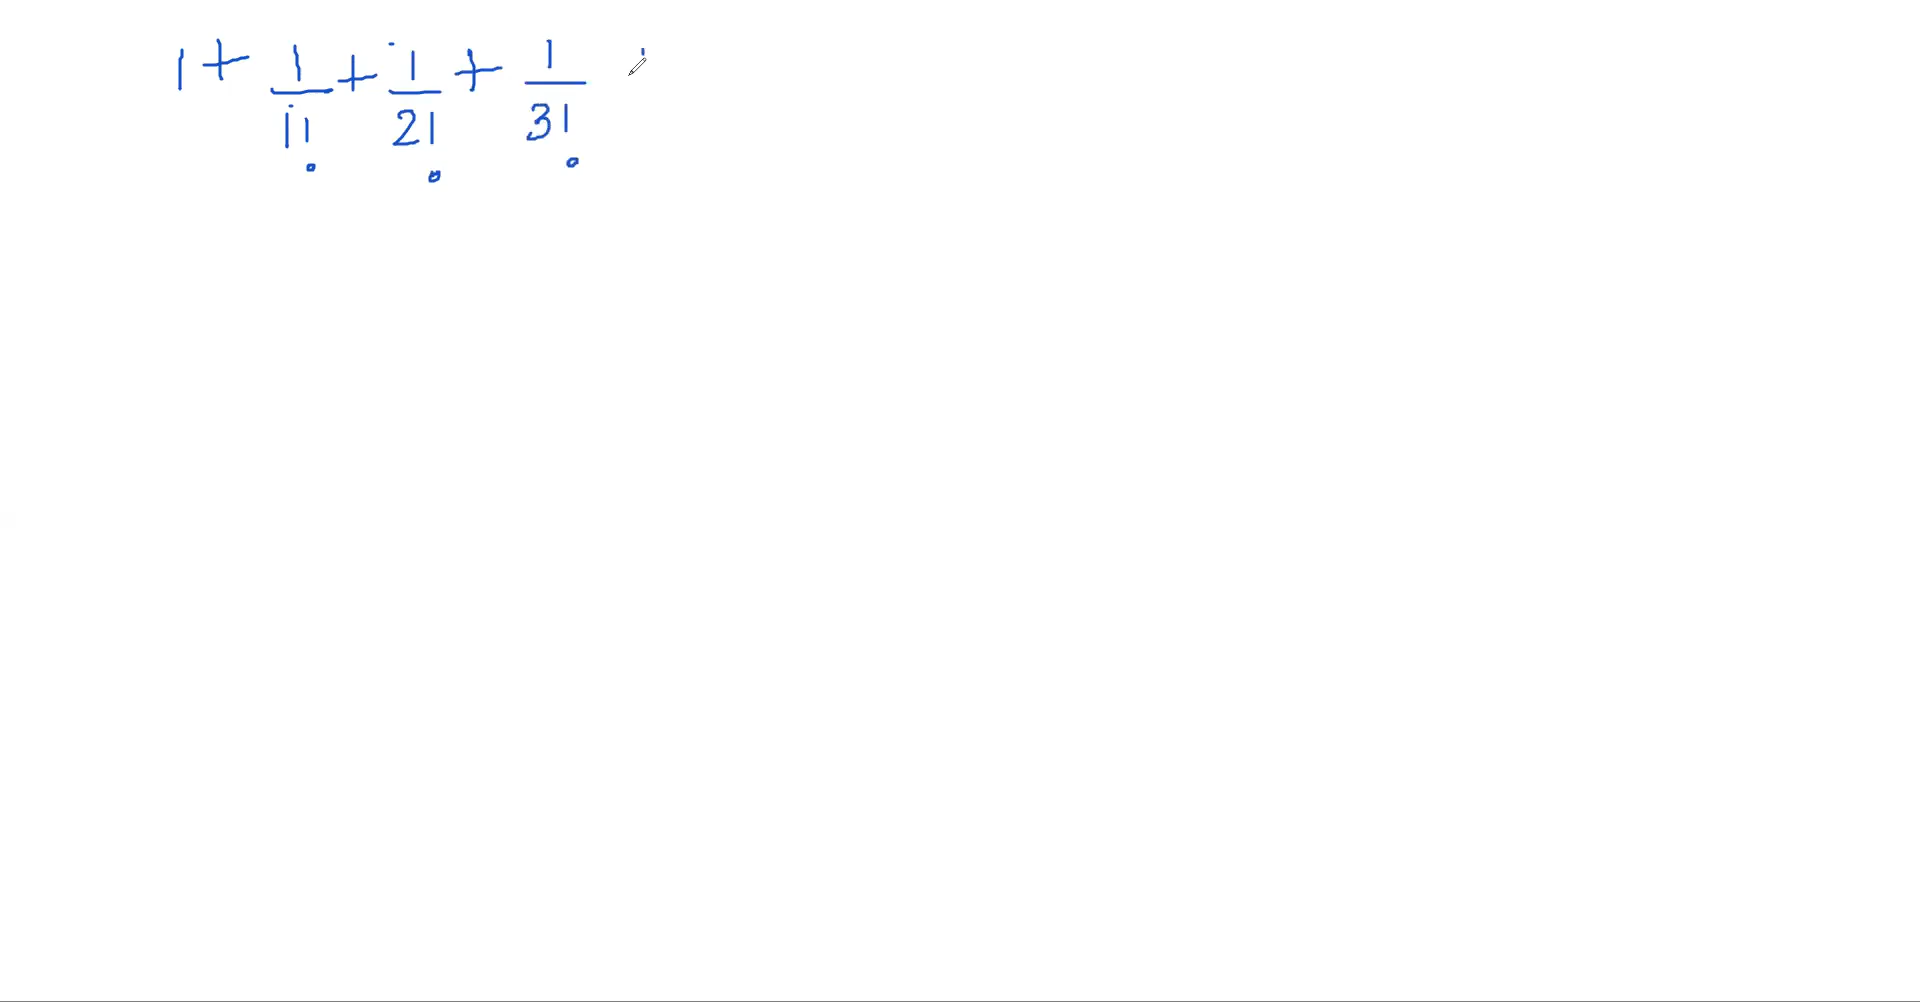 1 + 1/1! + 1/2! + 1/3!